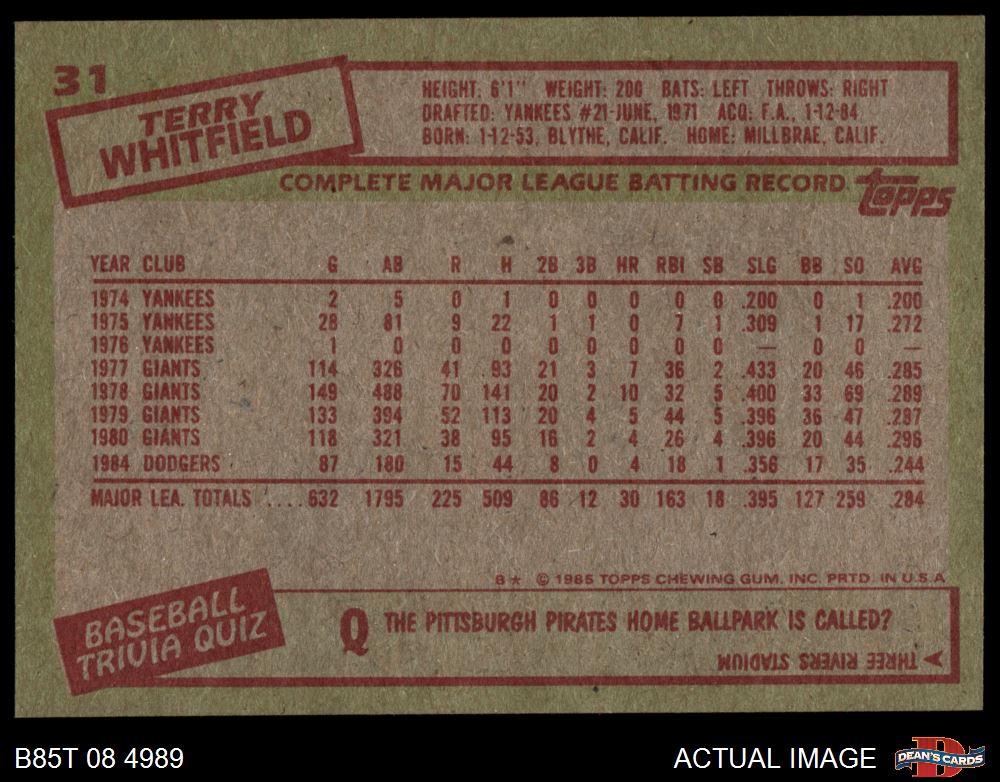 31
TERRY
WHITFIELD
HEIGHT: 6'1" WEIGHT: 200 BATS: LEFT THROWS: RIGHT
DRAFTED: YANKEES #21-JUNE, 1971 ACQ: F.A., 1-12-84
BORN: 1-12-53, BLYTHE, CALIF. HOME: MILLBRAE, CALIF.
COMPLETE MAJOR LEAGUE BATTING RECORD topps
YEAR CLUB G AB R H 2B 3B HR RBI SB SLG BB SO AVG
1974 YANKEES 2 5 0 1 0 0 0 0 0 .200 0 1 .200
1975 YANKEES 28 81 9 22 1 1 0 7 1 .309 1 17 .272
1976 YANKEES 1 0 0 0 0 0 0 0 0 — 0 0 —
1977 GIANTS 114 326 41 93 21 3 7 36 2 .433 20 46 .285
1978 GIANTS 149 488 70 141 20 2 10 32 5 .400 33 69 .289
1979 GIANTS 133 394 52 113 20 4 5 44 5 .396 36 47 .287
1980 GIANTS 118 321 38 95 16 2 4 26 4 .396 20 44 .296
1984 DODGERS 87 180 15 44 8 0 4 18 1 .356 17 35 .244
MAJOR LEA. TOTALS ....632 1795 225 509 86 12 30 163 18 .395 127 259 .284
B* © 1985 TOPPS CHEWING GUM, INC. PRTD. IN U.S.A
BASEBALL
TRIVIA QUIZ
Q THE PITTSBURGH PIRATES HOME BALLPARK IS CALLED?
THREE RIVERS STADIUM
B85T 08 4989 ACTUAL IMAGE
D
DEAN'S CARDS